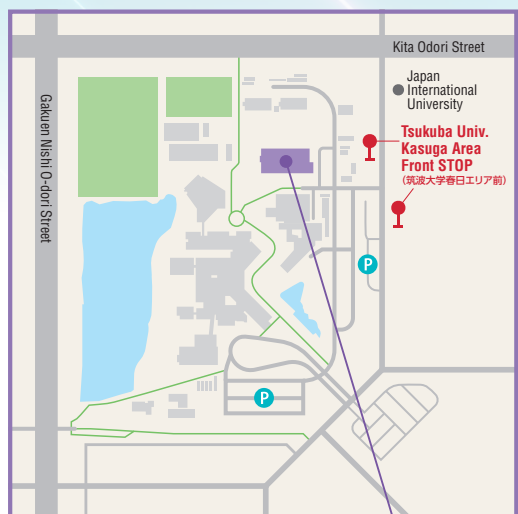 Kita Odori Street
Japan
International
University
Gakuen Nishi O-dori Street
Tsukuba Univ.
Kasuga Area
Front STOP
(筑波大学春日エリア前)
P
P